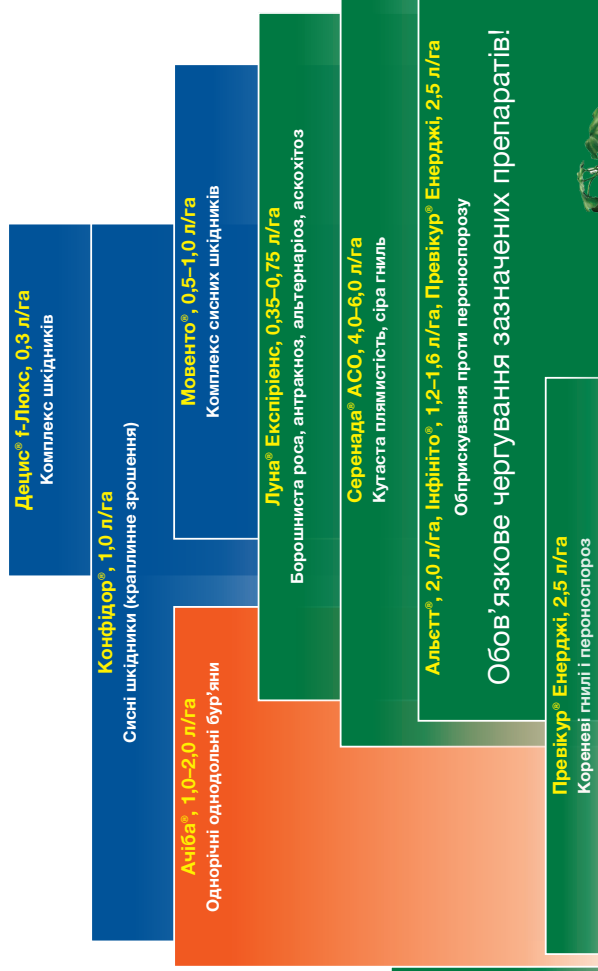 Децис® f-Люкс, 0,3 л/га
Комплекс шкідників
Конфідор®, 1,0 л/га
Сисні шкідники (краплинне зрошення)
Мовенто®, 0,5–1,0 л/га
Комплекс сисних шкідників
Ачіба®, 1,0–2,0 л/га
Однорічні однодольні бур’яни
Луна® Експірієнс, 0,35–0,75 л/га
Борошниста роса, антракноз, альтернаріоз, аскохітоз
Серенада® АСО, 4,0–6,0 л/га
Кутаста плямистість, сіра гниль
Альєтт®, 2,0 л/га, Інфініто®, 1,2–1,6 л/га, Превікур® Енерджі, 2,5 л/га
Обприскування проти пероноспорозу
Обов’язкове чергування зазначених препаратів!
Превікур® Енерджі, 2,5 л/га
Кореневі гнилі і пероноспороз